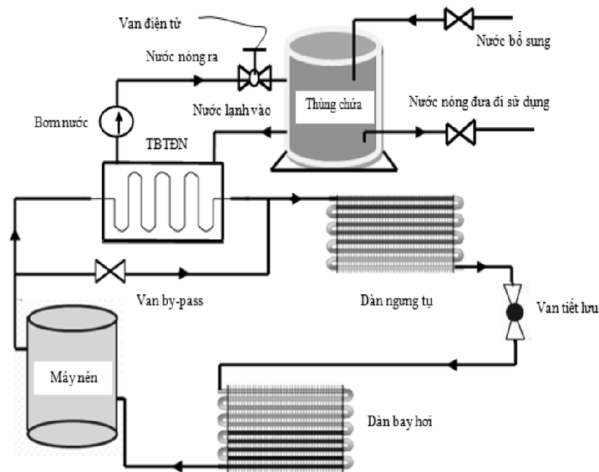 Van điện từ
Nước nóng ra
Nước bổ sung
Thùng chứa
Nước lạnh vào
Nước nóng đưa đi sử dụng
Bơm nước
TBTĐN
Van by-pass
Dàn ngưng tụ
Van tiết lưu
Máy nén
Dàn bay hơi